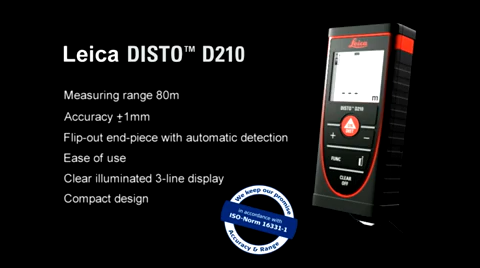 Leica DISTO™ D210
Measuring range 80m
Accuracy ±1mm
Flip-out end-piece with automatic detection
Ease of use
Clear illuminated 3-line display
Compact design
We keep our promise
in accordance with
ISO-Norm 16331-1
Accuracy & Range
Leica
m
DISTO™ D210
+
−
FUNC
CLEAR
OFF